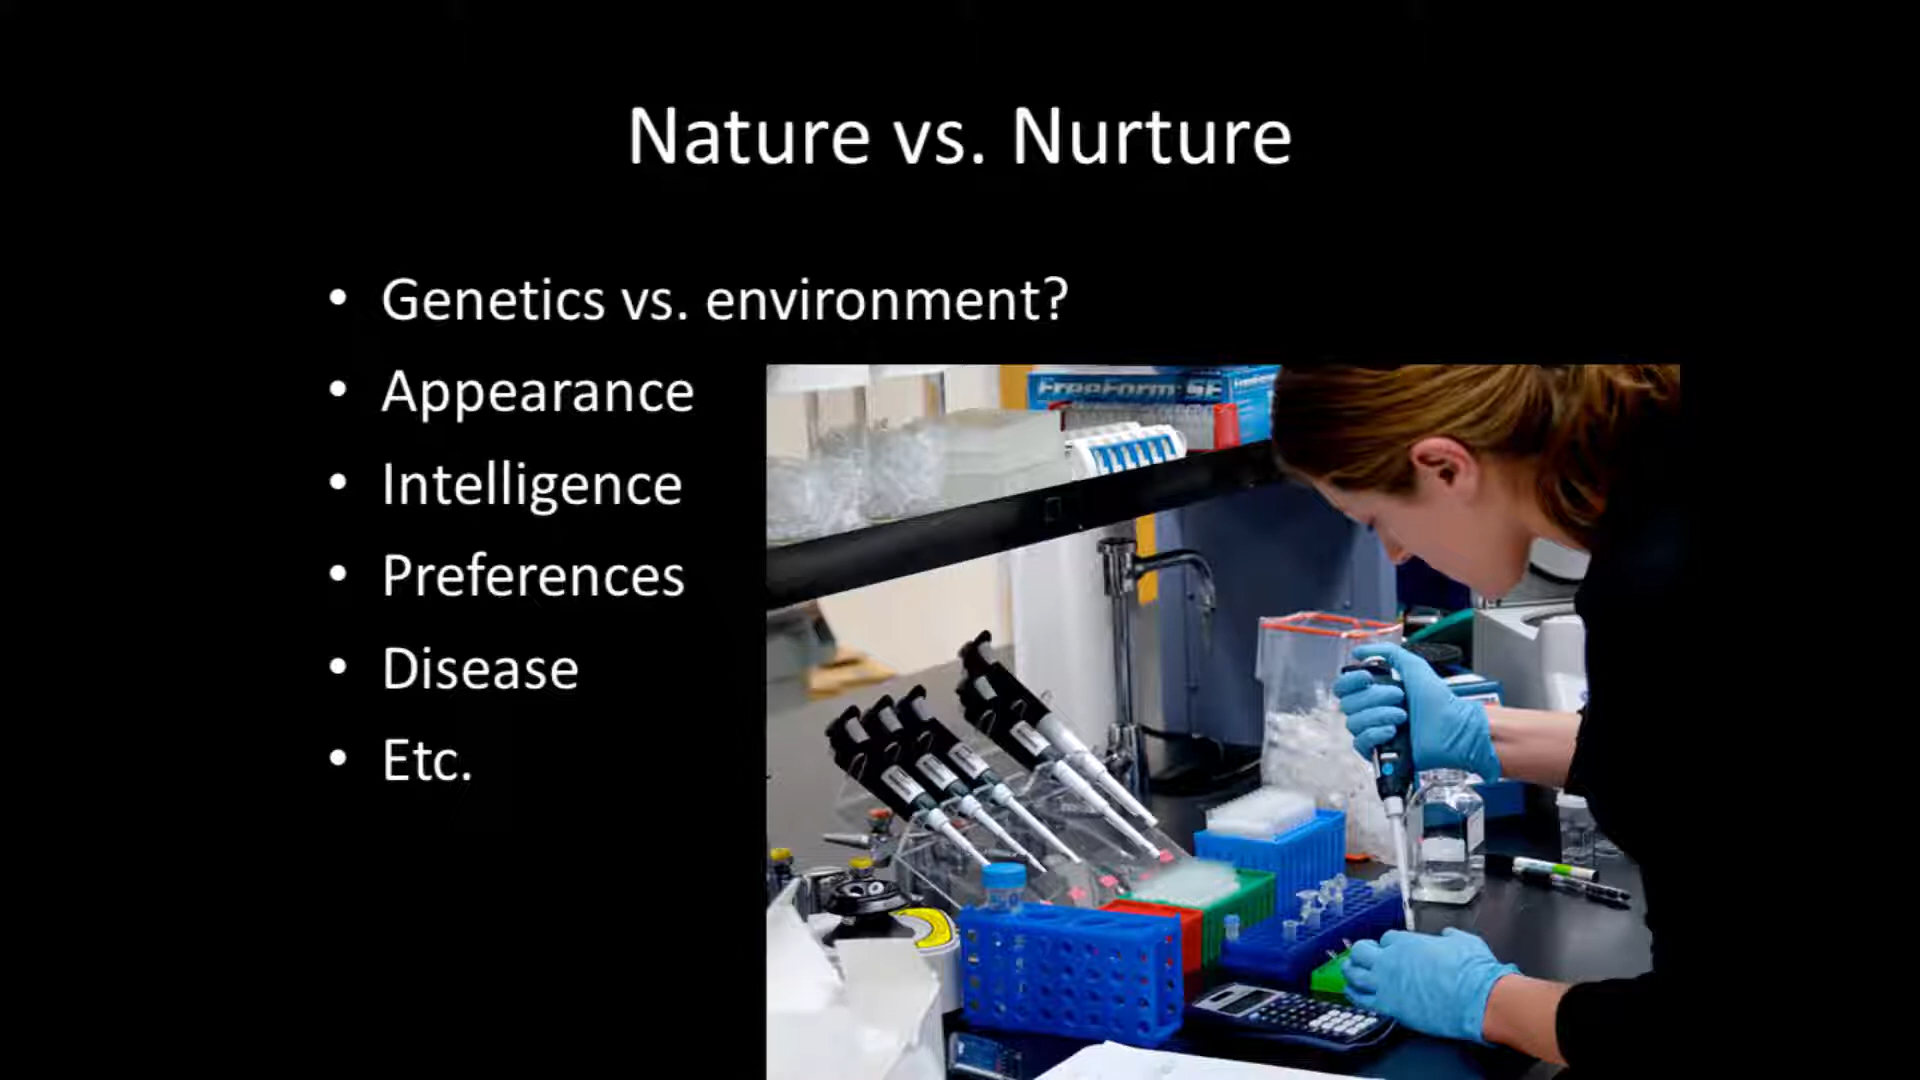 Nature vs. Nurture
• Genetics vs. environment?
• Appearance
• Intelligence
• Preferences
• Disease
• Etc.
FreeForm SE